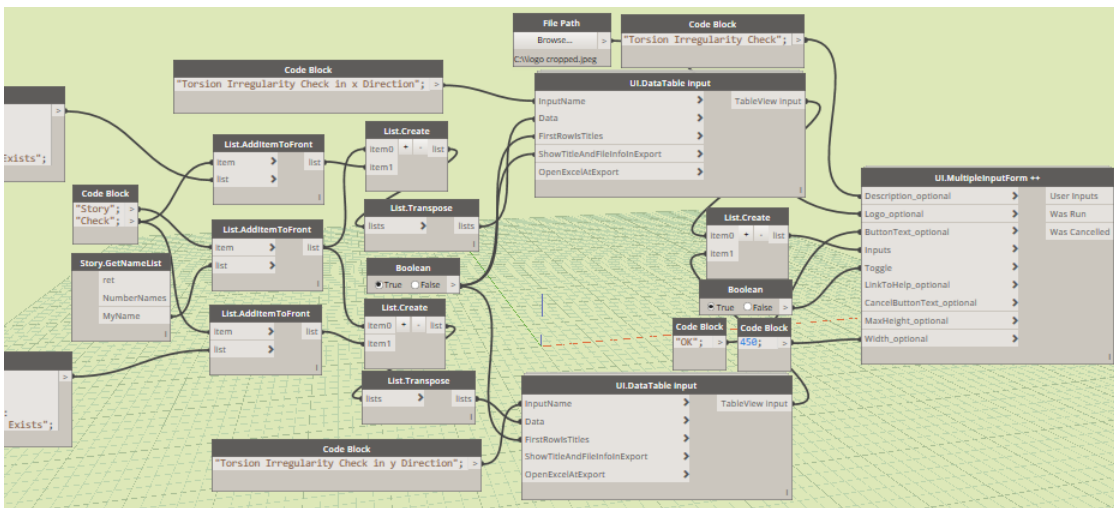 File Path
Browse... >
C:\logo cropped.jpeg
Code Block
"Torsion Irregularity Check"; >
Code Block
"Torsion Irregularity Check in x Direction"; >
UI.DataTable Input
InputName > TableView input
Data >
FirstRowIsTitles >
ShowTitleAndFileInfoInExport >
OpenExcelAtExport >
>
Exists";
List.AddItemToFront
item > list
list >
l
List.Create
item0 + - list
item1
Code Block
"Story"; >
"Check"; >
List.Transpose
lists > lists
l
List.AddItemToFront
item > list
list >
l
Story.GetNameList
ret
NumberNames
MyName
Boolean
True False >
List.AddItemToFront
item > list
list >
l
List.Create
item0 + - list
item1
>
:
Exists";
List.Transpose
lists > lists
l
Code Block
"Torsion Irregularity Check in y Direction"; >
UI.DataTable Input
InputName > TableView input
Data >
FirstRowIsTitles >
ShowTitleAndFileInfoInExport >
OpenExcelAtExport >
List.Create
item0 + - list
item1
Boolean
True False >
Code Block
"OK"; >
Code Block
450; >
UI.MultipleInputForm ++
Description_optional > User Inputs
Logo_optional > Was Run
ButtonText_optional > Was Cancelled
Inputs >
Toggle >
LinkToHelp_optional >
CancelButtonText_optional >
MaxHeight_optional >
Width_optional >